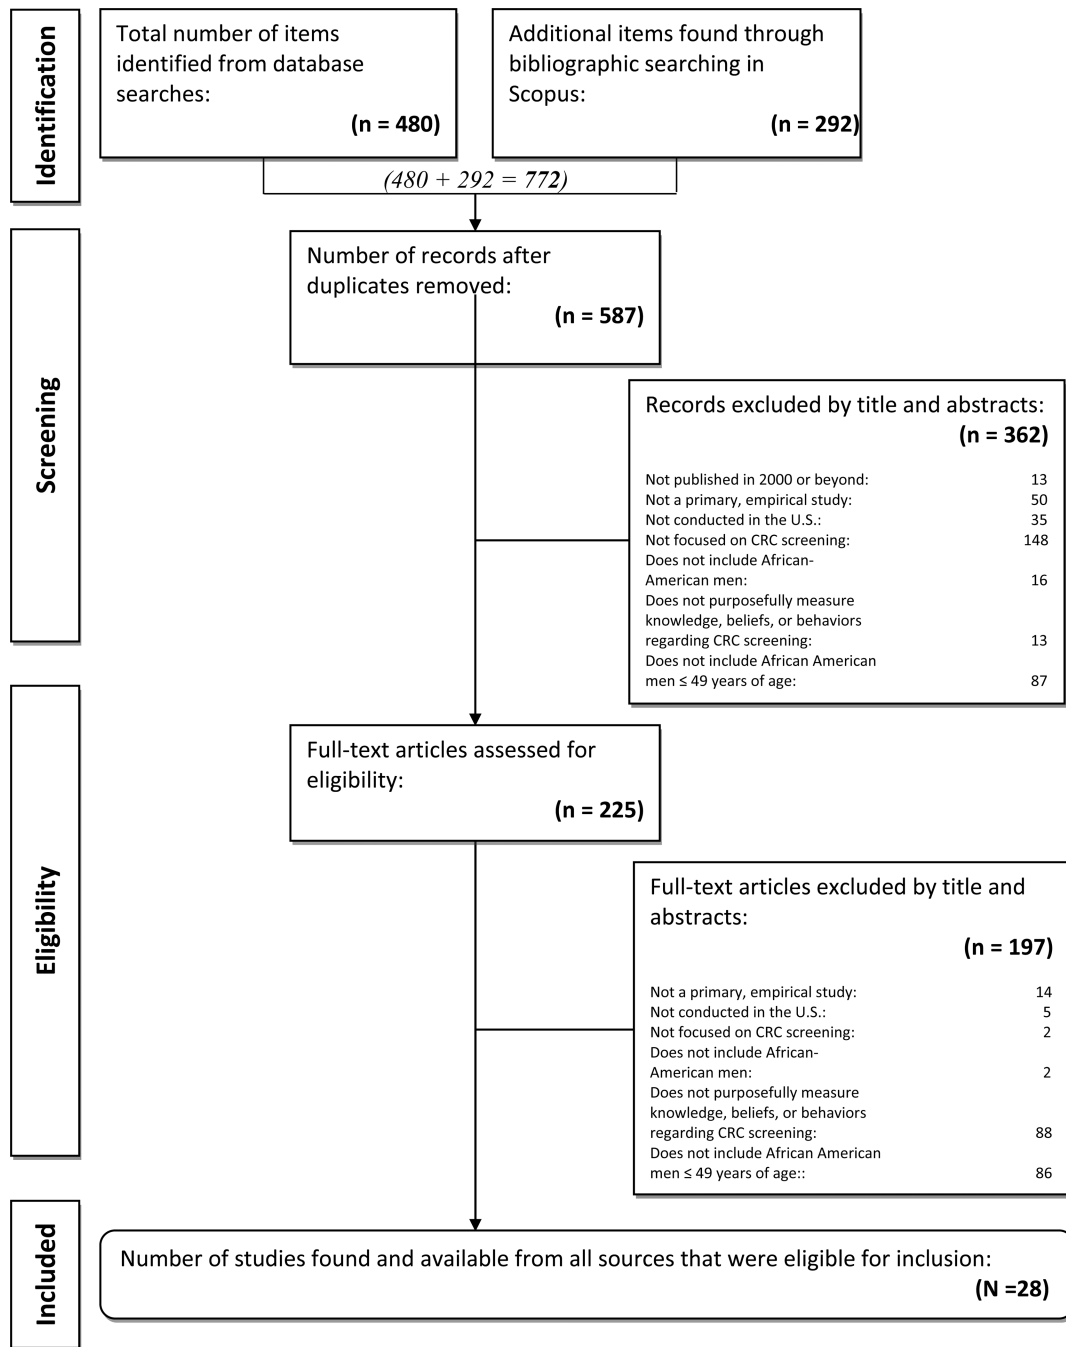 Identification
Total number of items
identified from database
searches:
(n = 480)
Additional items found through
bibliographic searching in
Scopus:
(n = 292)
(480 + 292 = 772)
Screening
Number of records after
duplicates removed:
(n = 587)
Records excluded by title and abstracts:
(n = 362)
Not published in 2000 or beyond: 13
Not a primary, empirical study: 50
Not conducted in the U.S.: 35
Not focused on CRC screening: 148
Does not include African-
American men: 16
Does not purposefully measure
knowledge, beliefs, or behaviors
regarding CRC screening: 13
Does not include African American
men ≤ 49 years of age: 87
Eligibility
Full-text articles assessed for
eligibility:
(n = 225)
Full-text articles excluded by title and
abstracts:
(n = 197)
Not a primary, empirical study: 14
Not conducted in the U.S.: 5
Not focused on CRC screening: 2
Does not include African-
American men: 2
Does not purposefully measure
knowledge, beliefs, or behaviors
regarding CRC screening: 88
Does not include African American
men ≤ 49 years of age:: 86
Included
Number of studies found and available from all sources that were eligible for inclusion:
(N =28)